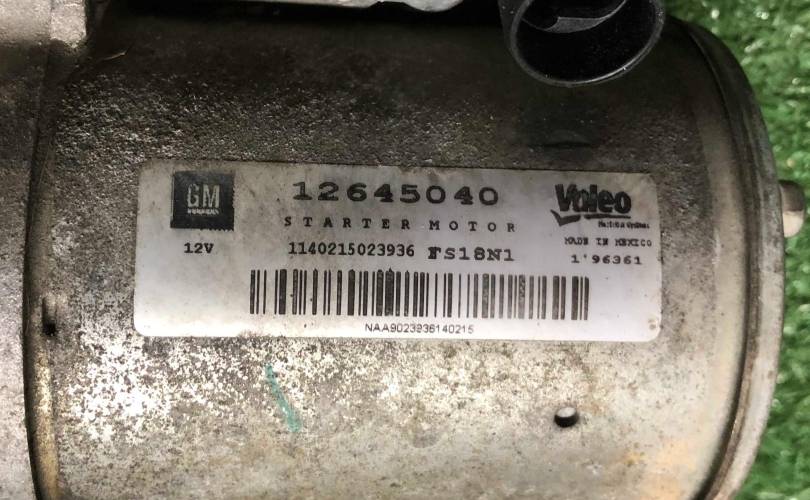 GM
12645040
Valeo
STARTER MOTOR
12V
1140215023936 FS18N1
MADE IN MEXICO
1'96361
NAA9023936140215